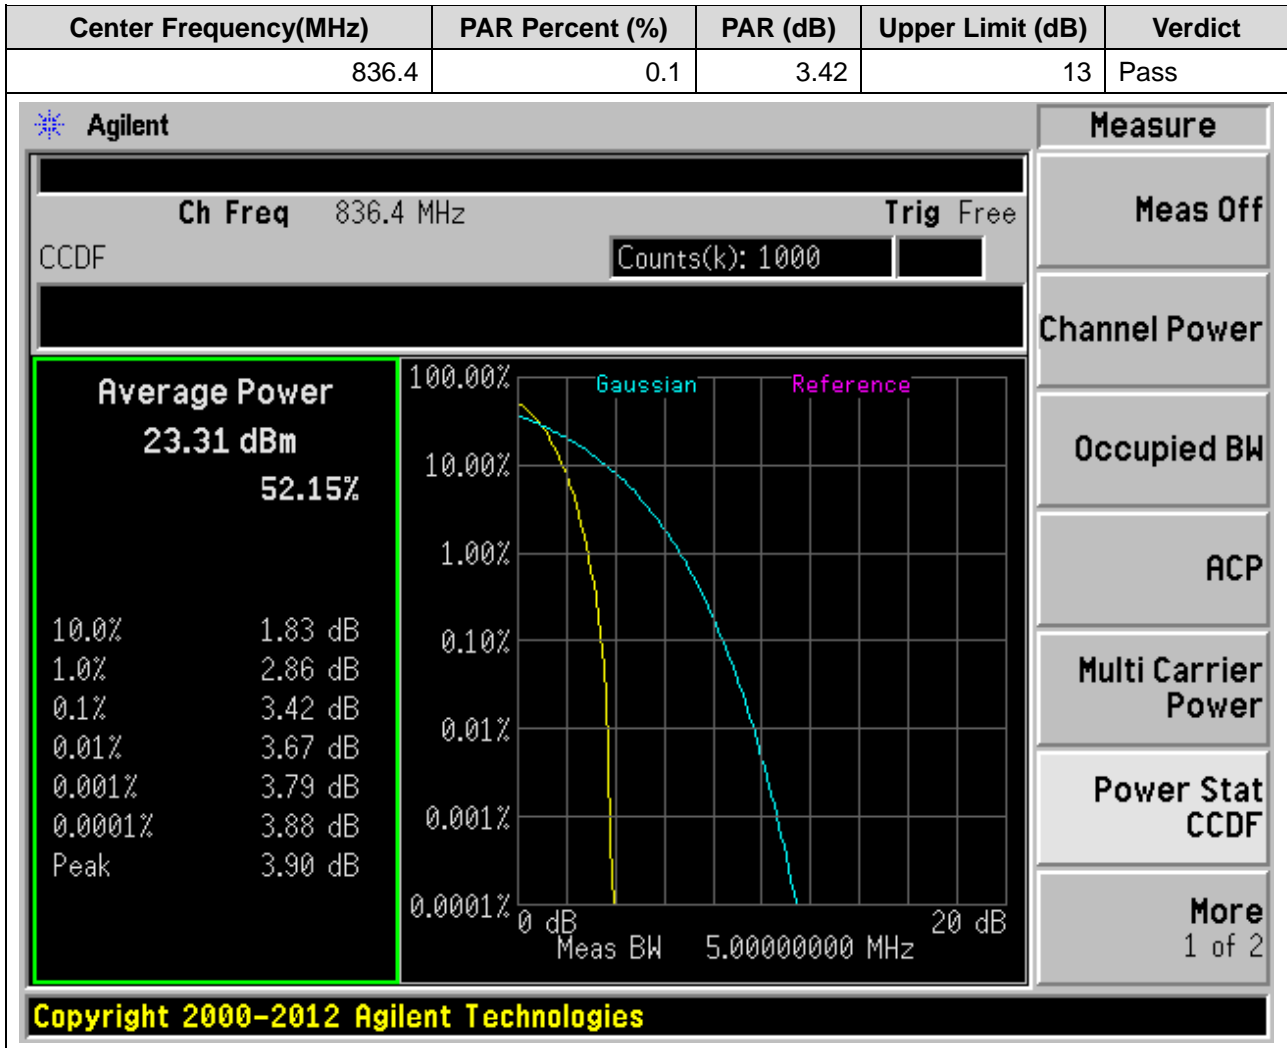 Center Frequency(MHz) PAR Percent (%) PAR (dB) Upper Limit (dB) Verdict
836.4 0.1 3.42 13 Pass
Agilent
Measure
Ch Freq 836.4 MHz Trig Free
CCDF Counts(k): 1000
Meas Off
Channel Power
Occupied BW
ACP
Multi Carrier
Power
Power Stat
CCDF
More
1 of 2
Average Power
23.31 dBm
52.15%
10.0% 1.83 dB
1.0% 2.86 dB
0.1% 3.42 dB
0.01% 3.67 dB
0.001% 3.79 dB
0.0001% 3.88 dB
Peak 3.90 dB
Gaussian Reference
100.00%
10.00%
1.00%
0.10%
0.01%
0.001%
0.0001%
0 dB 20 dB
Meas BW 5.00000000 MHz
Copyright 2000-2012 Agilent Technologies